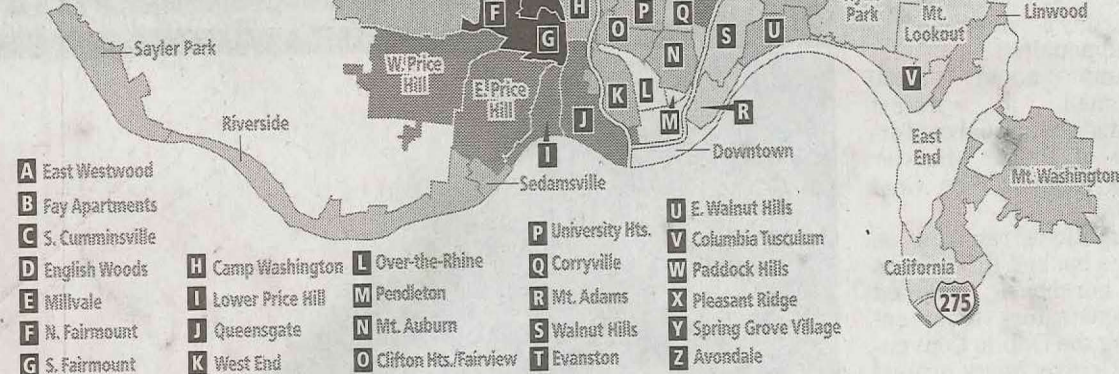 F
H
P
Q
Park
Mt.
Lookout
Linwood
O
G
N
S
U
Sayler Park
W. Price
Hill
E. Price
Hill
K
L
V
J
M
R
Riverside
East
End
I
Downtown
Mt. Washington
Sedamsville
California
275
A East Westwood
B Fay Apartments
C S. Cumminsville
D English Woods
E Millvale
F N. Fairmount
G S. Fairmount
H Camp Washington
I Lower Price Hill
J Queensgate
K West End
L Over-the-Rhine
M Pendleton
N Mt. Auburn
O Clifton Hts./Fairview
P University Hts.
Q Corryville
R Mt. Adams
S Walnut Hills
T Evanston
U E. Walnut Hills
V Columbia Tusculum
W Paddock Hills
X Pleasant Ridge
Y Spring Grove Village
Z Avondale